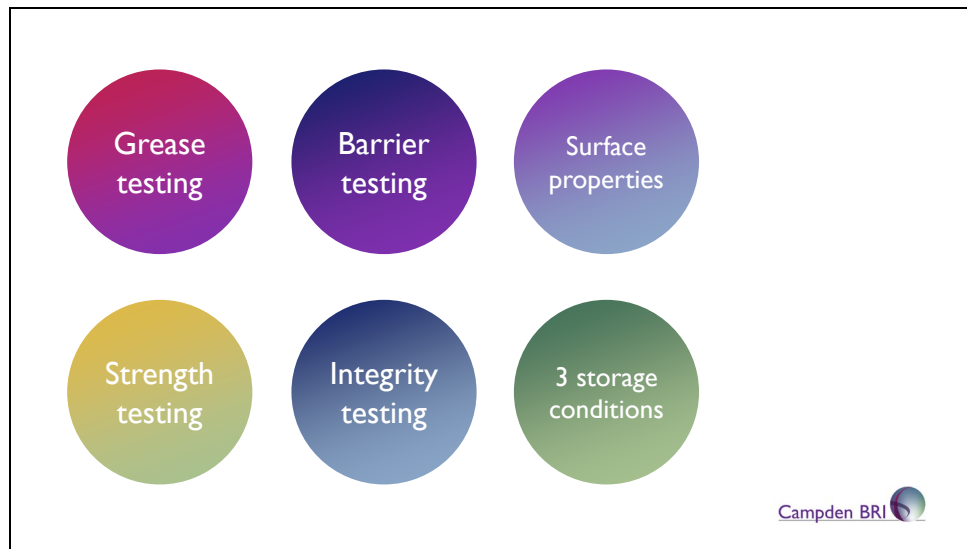 Grease
testing
Barrier
testing
Surface
properties
Strength
testing
Integrity
testing
3 storage
conditions
Campden BRI